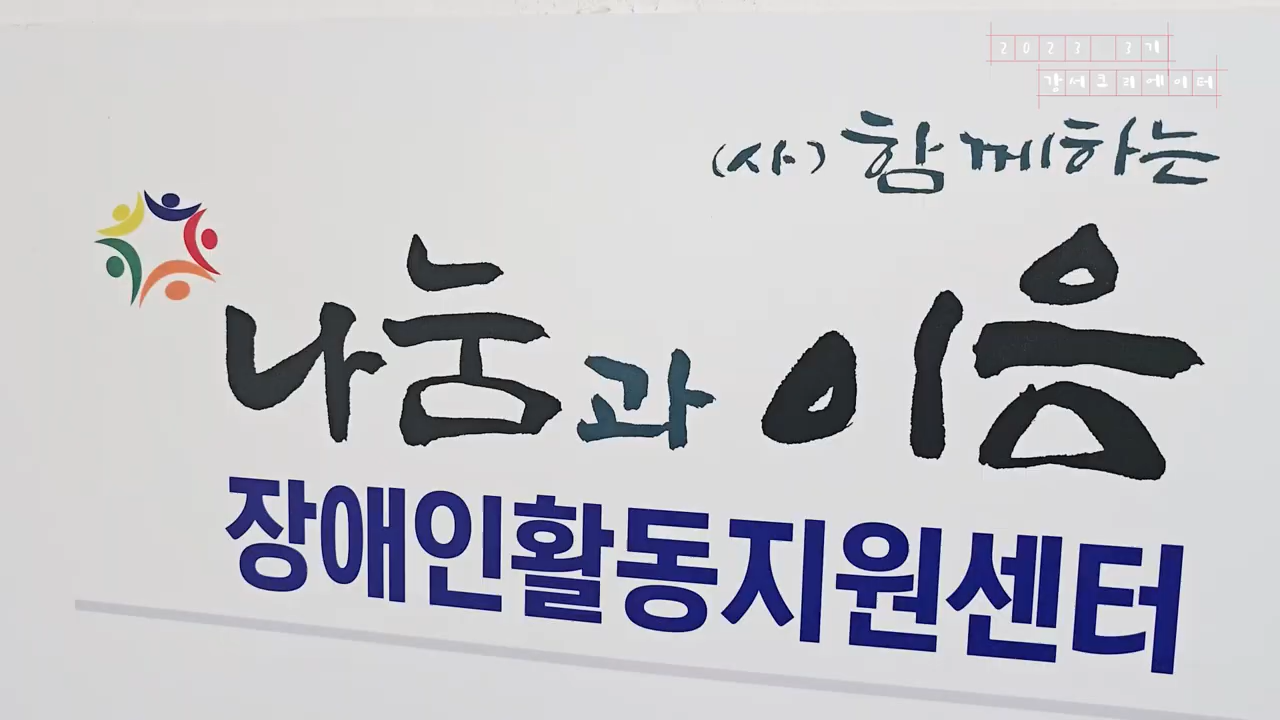 2023 3기
강서크리에이터
(사)함께하는
나눔과 이음
장애인활동지원센터